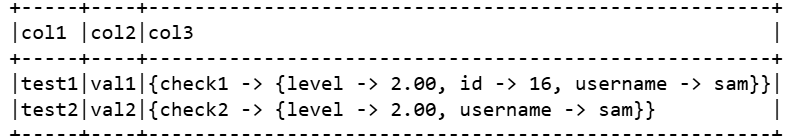 +-----+----+--------------------------------------------------------+
|col1 |col2|col3                                                    |
+-----+----+--------------------------------------------------------+
|test1|val1|{check1 -> {level -> 2.00, id -> 16, username -> sam}}|
|test2|val2|{check2 -> {level -> 2.00, username -> sam}}          |
+-----+----+--------------------------------------------------------+